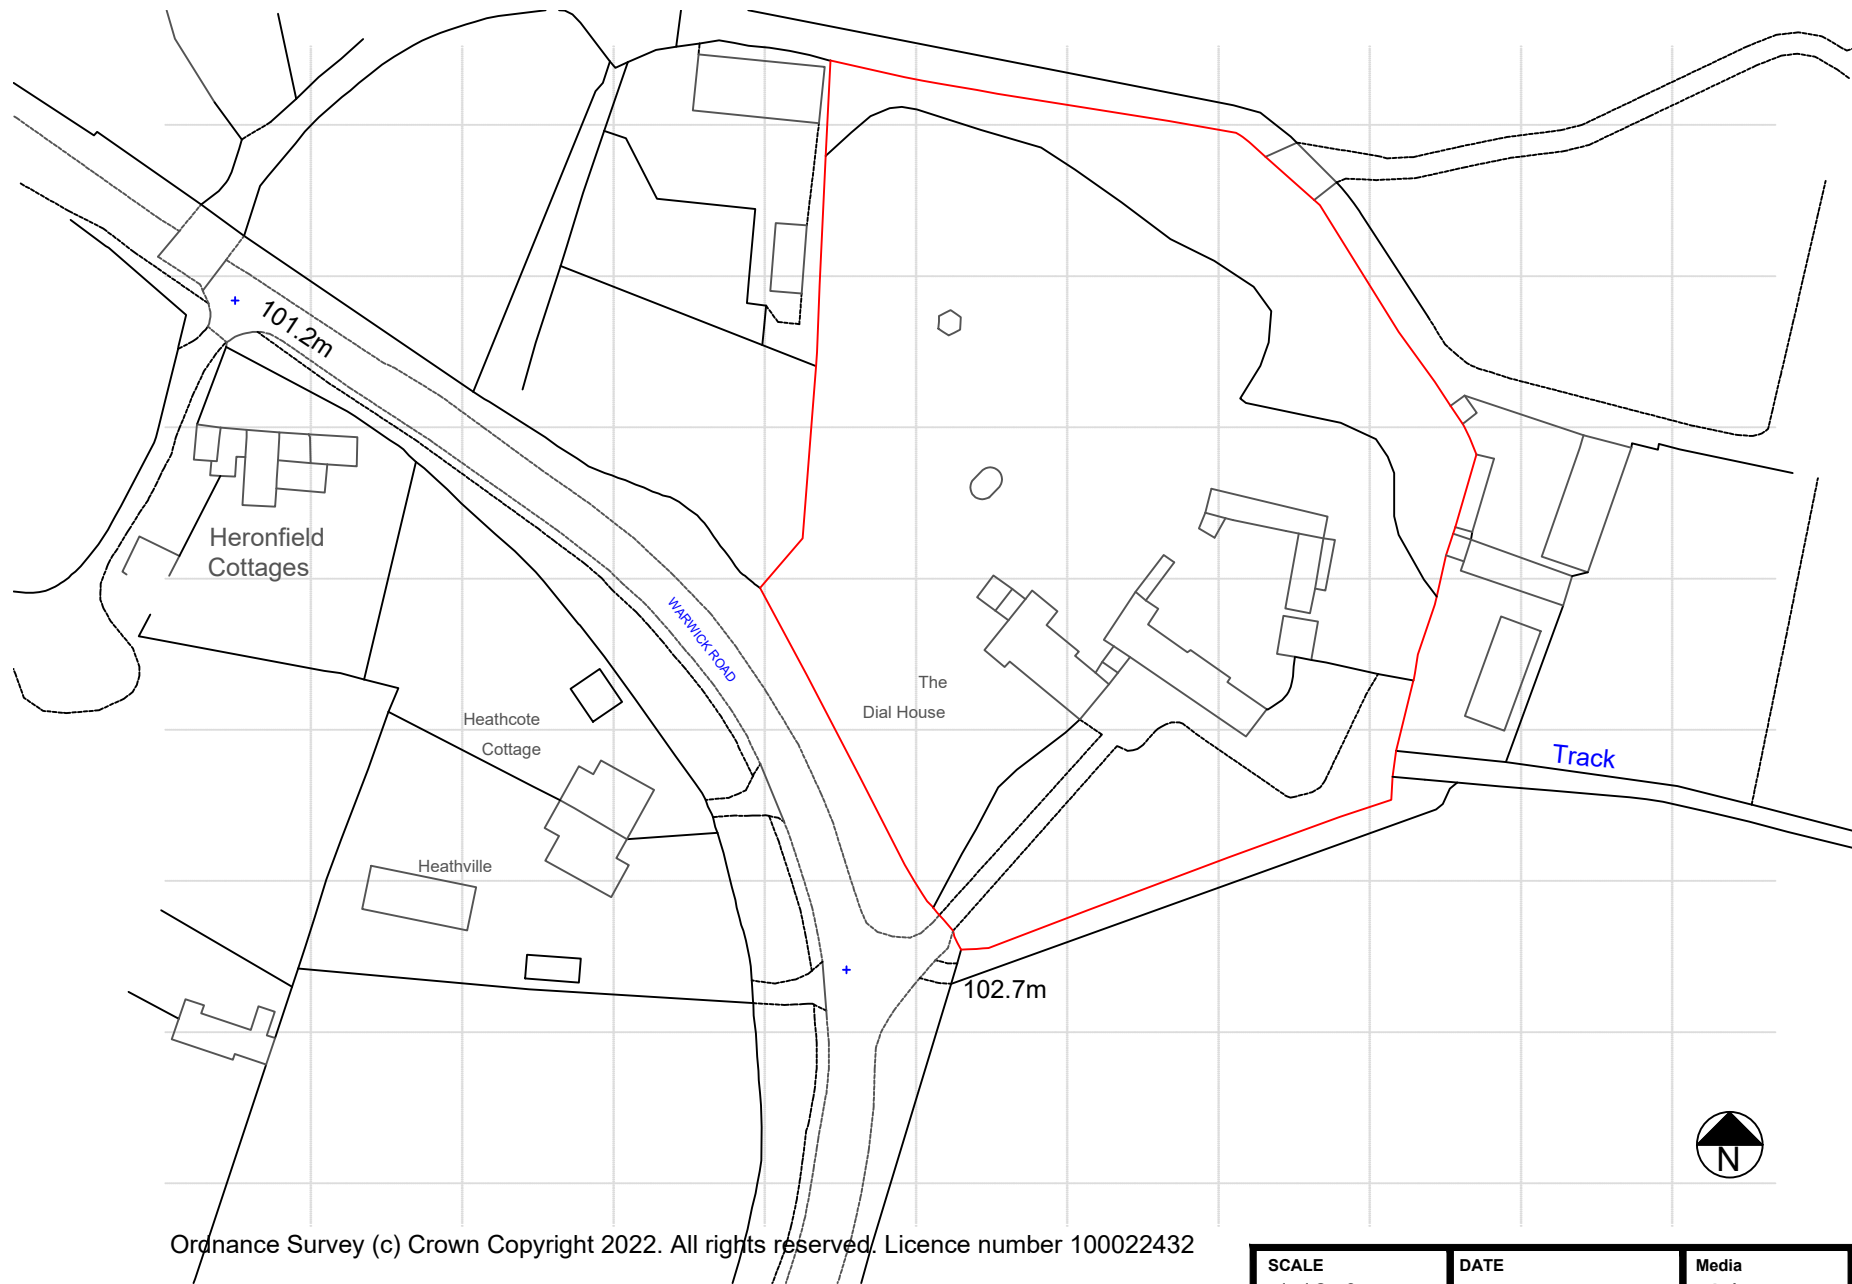 101.2m
Heronfield
Cottages
WARWICK ROAD
The
Dial House
Heathcote
Cottage
Track
Heathville
102.7m
N
Ordnance Survey (c) Crown Copyright 2022. All rights reserved. Licence number 100022432
SCALE
DATE
Media